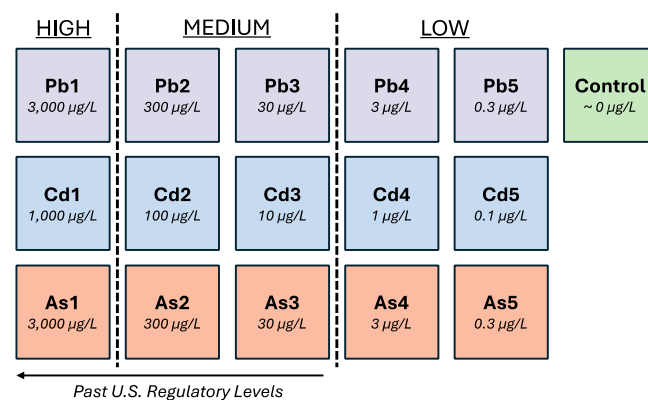 HIGH MEDIUM LOW
Pb1 Pb2 Pb3 Pb4 Pb5 Control
3,000 µg/L 300 µg/L 30 µg/L 3 µg/L 0.3 µg/L ~ 0 µg/L
Cd1 Cd2 Cd3 Cd4 Cd5
1,000 µg/L 100 µg/L 10 µg/L 1 µg/L 0.1 µg/L
As1 As2 As3 As4 As5
3,000 µg/L 300 µg/L 30 µg/L 3 µg/L 0.3 µg/L
Past U.S. Regulatory Levels